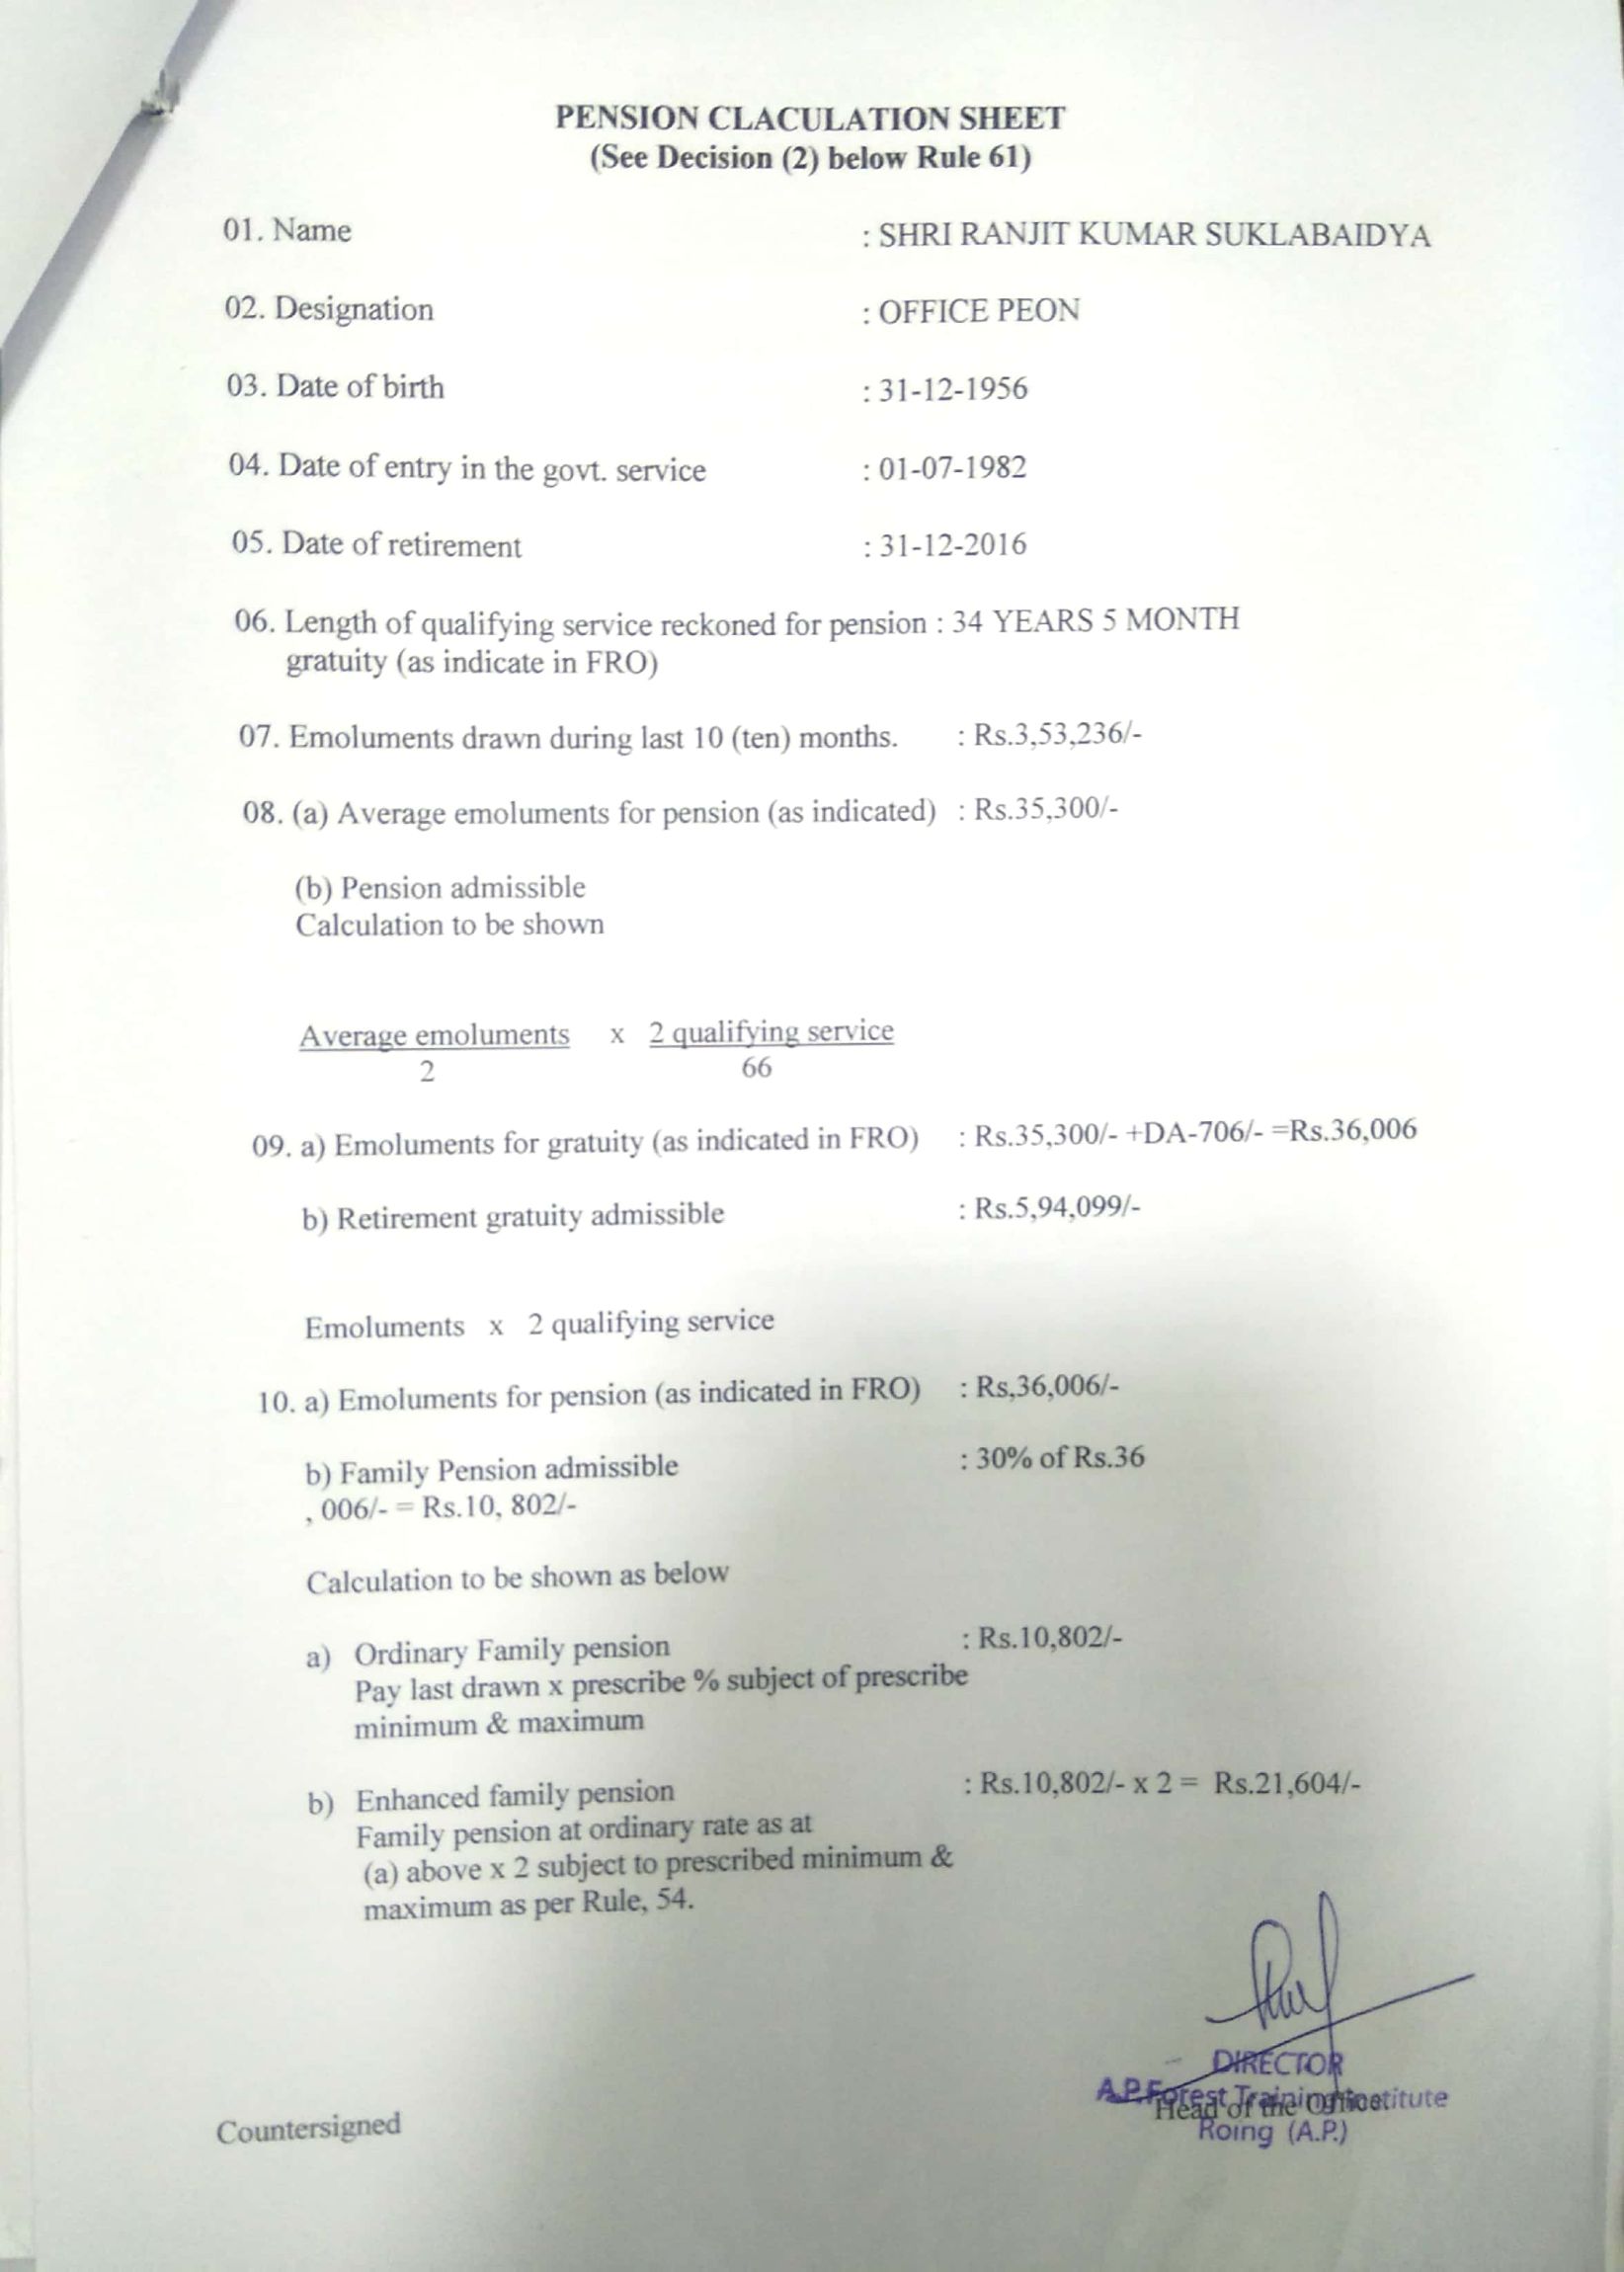 PENSION CLACULATION SHEET
(See Decision (2) below Rule 61)
01. Name : SHRI RANJIT KUMAR SUKLABAIDYA
02. Designation : OFFICE PEON
03. Date of birth : 31-12-1956
04. Date of entry in the govt. service : 01-07-1982
05. Date of retirement : 31-12-2016
06. Length of qualifying service reckoned for pension : 34 YEARS 5 MONTH
gratuity (as indicate in FRO)
07. Emoluments drawn during last 10 (ten) months. : Rs.3,53,236/-
08. (a) Average emoluments for pension (as indicated) : Rs.35,300/-
(b) Pension admissible
Calculation to be shown
Average emoluments x 2 qualifying service
2 66
09. a) Emoluments for gratuity (as indicated in FRO) : Rs.35,300/- +DA-706/- =Rs.36,006
b) Retirement gratuity admissible : Rs.5,94,099/-
Emoluments x 2 qualifying service
10. a) Emoluments for pension (as indicated in FRO) : Rs,36,006/-
b) Family Pension admissible : 30% of Rs.36
, 006/- = Rs.10, 802/-
Calculation to be shown as below
a) Ordinary Family pension : Rs.10,802/-
Pay last drawn x prescribe % subject of prescribe
minimum & maximum
b) Enhanced family pension : Rs.10,802/- x 2 = Rs.21,604/-
Family pension at ordinary rate as at
(a) above x 2 subject to prescribed minimum &
maximum as per Rule, 54.
DIRECTOR
A.P.Forest Training Institute
Head of the Office
Roing (A.P.)
Countersigned